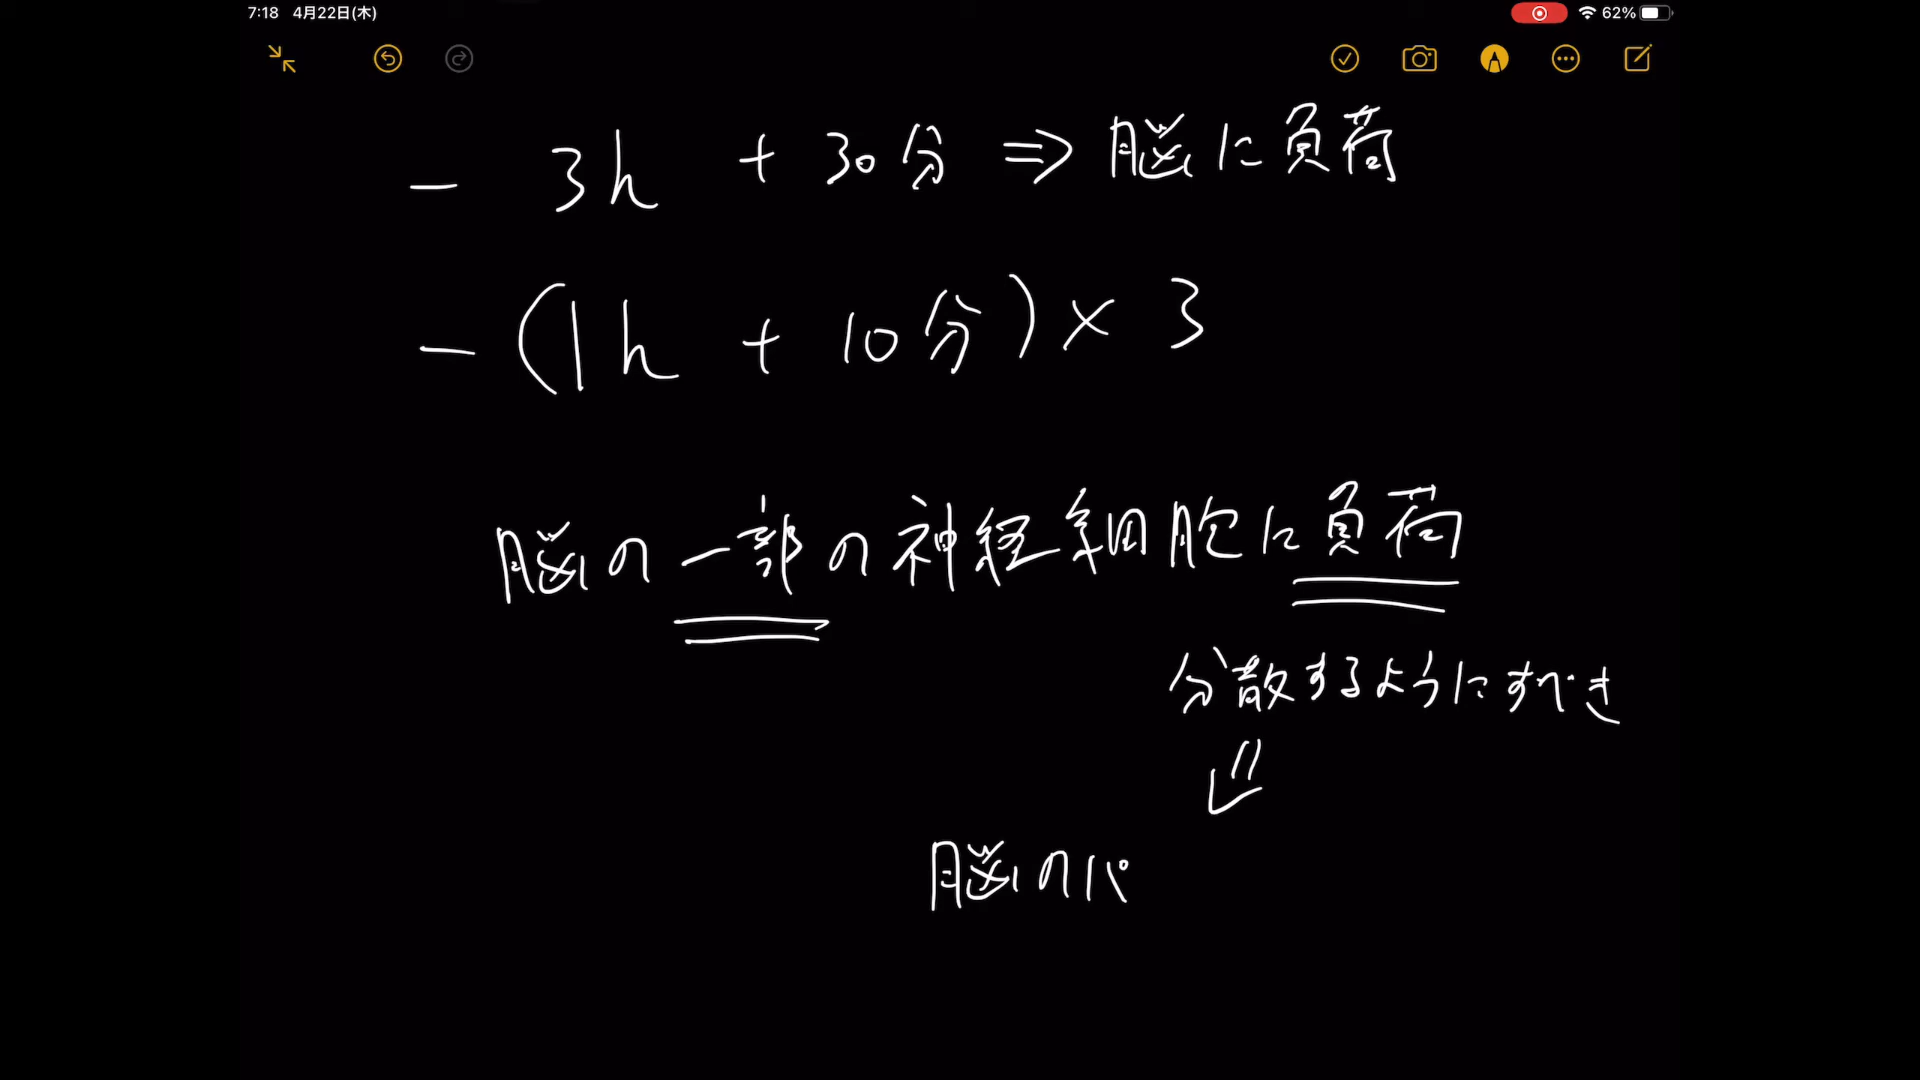 7:18 4月22日(木) 62%
- 3h + 30分 ⇒ 脳に負荷
- (1h + 10分) × 3
脳の一部の神経細胞に負荷
分散するようにすべき
⇓
脳のパ